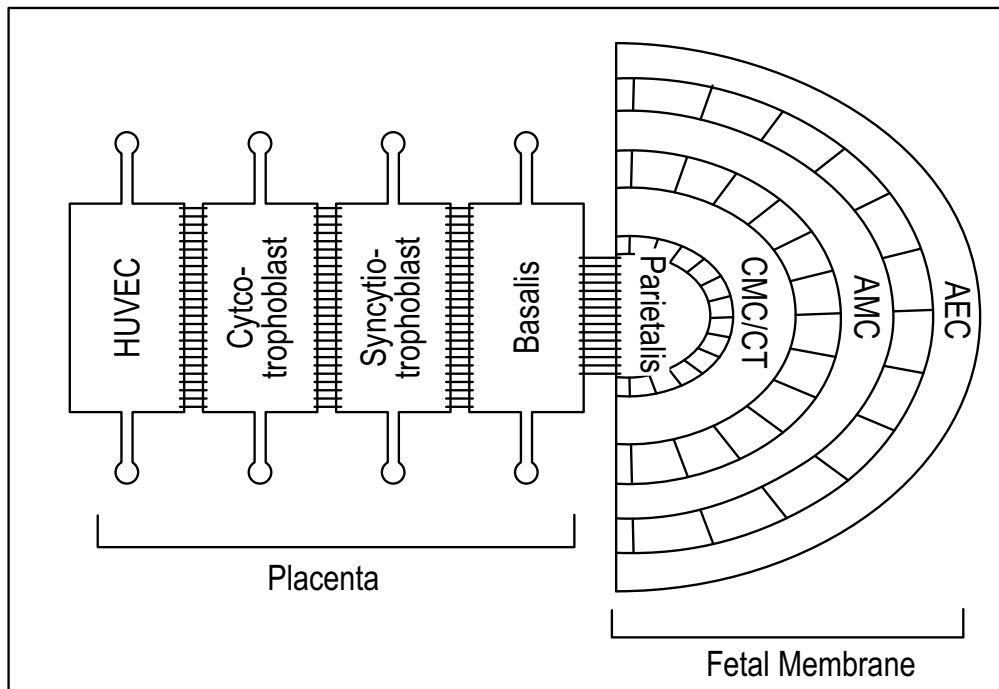 HUVEC
Cytco-
trophoblast
Syncytio-
trophoblast
Basalis
Parietalis
CMC/CT
AMC
AEC
Placenta
Fetal Membrane